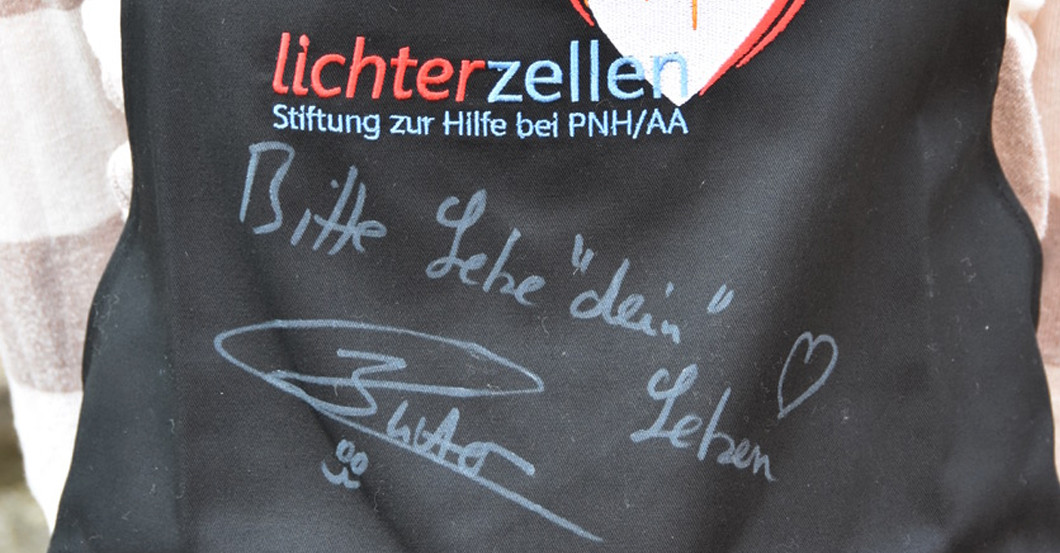 lichterzellen
Stiftung zur Hilfe bei PNH/AA
Bitte Lebe "dein"
Leben